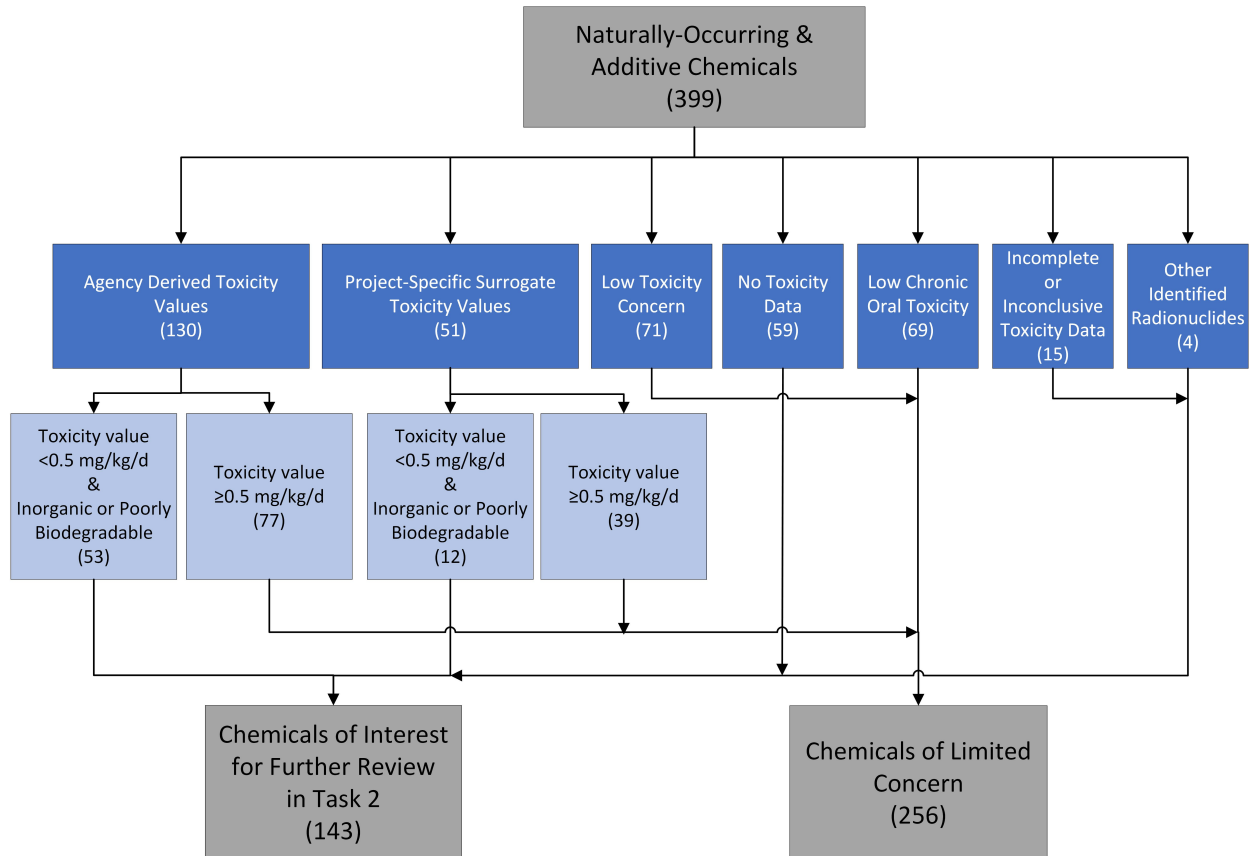 Naturally-Occurring &
Additive Chemicals
(399)
Agency Derived Toxicity
Values
(130)
Project-Specific Surrogate
Toxicity Values
(51)
Low Toxicity
Concern
(71)
No Toxicity
Data
(59)
Low Chronic
Oral Toxicity
(69)
Incomplete
or
Inconclusive
Toxicity Data
(15)
Other
Identified
Radionuclides
(4)
Toxicity value
<0.5 mg/kg/d
&
Inorganic or Poorly
Biodegradable
(53)
Toxicity value
≥0.5 mg/kg/d
(77)
Toxicity value
<0.5 mg/kg/d
&
Inorganic or Poorly
Biodegradable
(12)
Toxicity value
≥0.5 mg/kg/d
(39)
Chemicals of Interest
for Further Review
in Task 2
(143)
Chemicals of Limited
Concern
(256)